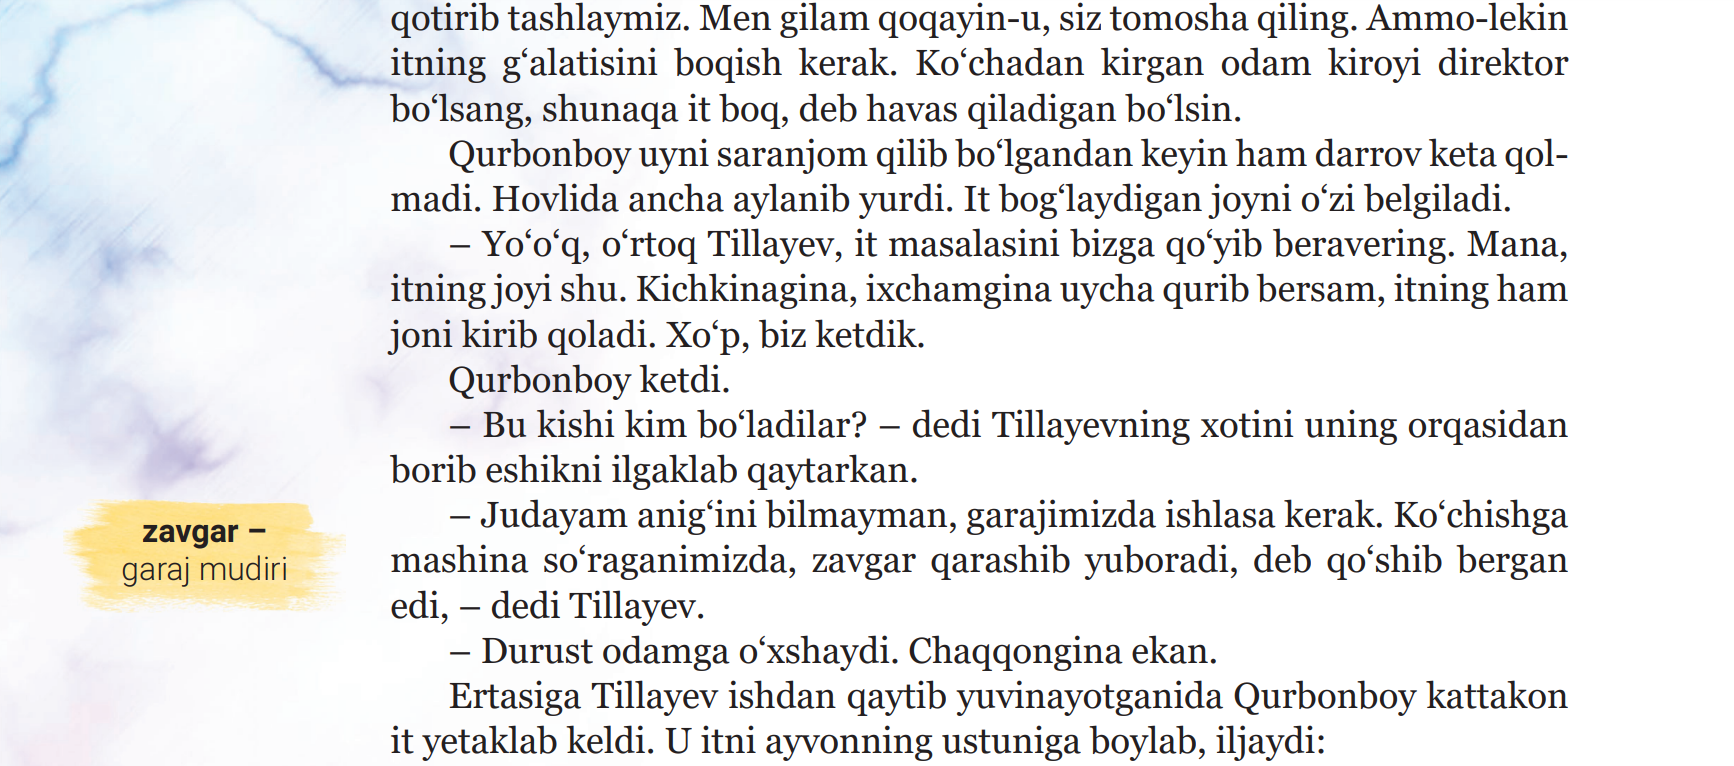 qotirib tashlaymiz. Men gilam qoqayin-u, siz tomosha qiling. Ammo-lekin
itning g‘alatisini boqish kerak. Ko‘chadan kirgan odam kiroyi direktor
bo‘lsang, shunaqa it boq, deb havas qiladigan bo‘lsin.
Qurbonboy uyni saranjom qilib bo‘lgandan keyin ham darrov keta qol-
madi. Hovlida ancha aylanib yurdi. It bog‘laydigan joyni o‘zi belgiladi.
– Yo‘o‘q, o‘rtoq Tillayev, it masalasini bizga qo‘yib beravering. Mana,
itning joyi shu. Kichkinagina, ixchamgina uycha qurib bersam, itning ham
joni kirib qoladi. Xo‘p, biz ketdik.
Qurbonboy ketdi.
– Bu kishi kim bo‘ladilar? – dedi Tillayevning xotini uning orqasidan
borib eshikni ilgaklab qaytarkan.
– Judayam anig‘ini bilmayman, garajimizda ishlasa kerak. Ko‘chishga
mashina so‘raganimizda, zavgar qarashib yuboradi, deb qo‘shib bergan
edi, – dedi Tillayev.
– Durust odamga o‘xshaydi. Chaqqongina ekan.
Ertasiga Tillayev ishdan qaytib yuvinayotganida Qurbonboy kattakon
it yetaklab keldi. U itni ayvonning ustuniga boylab, iljaydi:
zavgar –
garaj mudiri